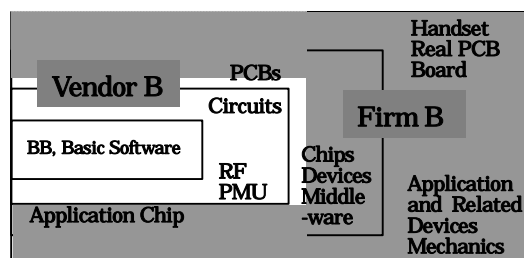 Handset
Real PCB
Board
PCBs
Vendor B
Circuits
Firm B
BB, Basic Software
Chips
Devices
Middle
-ware
RF
PMU
Application Chip
Application
and Related
Devices
Mechanics